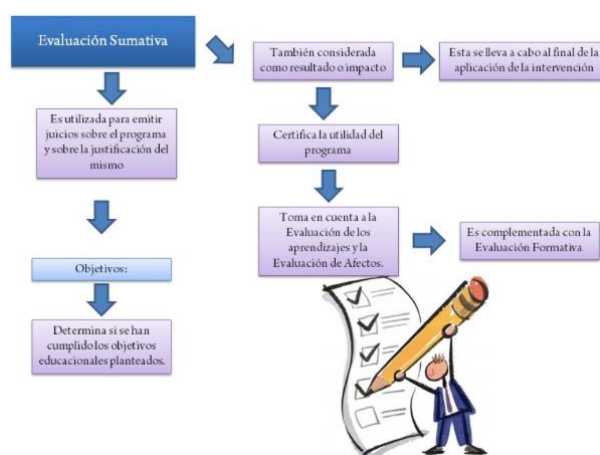 Evaluación Sumativa
También considerada
como resultado o impacto
Esta se lleva a cabo al final de la
aplicación de la intervención
Es utilizada para emitir
juicios sobre el programa
y sobre la justificación del
mismo
Certifica la utilidad del
programa
Toma en cuenta a la
Evaluación de los
aprendizajes y la
Evaluación de Afectos.
Es complementada con la
Evaluación Formativa
Objetivos:
Determina si se han
cumplido los objetivos
educacionales planteados.